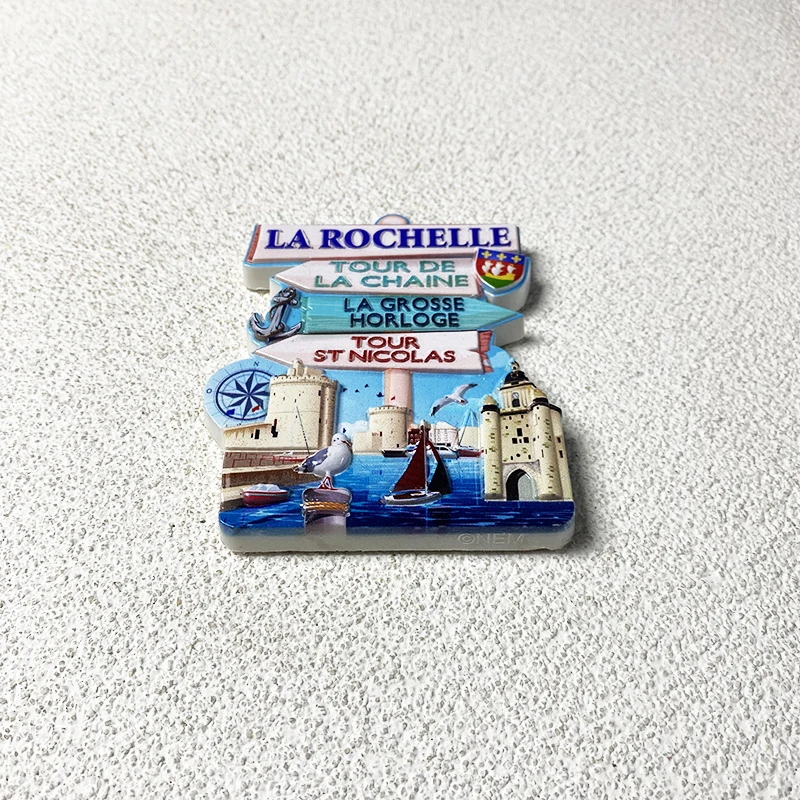 LA ROCHELLE
TOUR DE
LA CHAINE
LA GROSSE
HORLOGE
TOUR
ST NICOLAS
N
O
©NEM